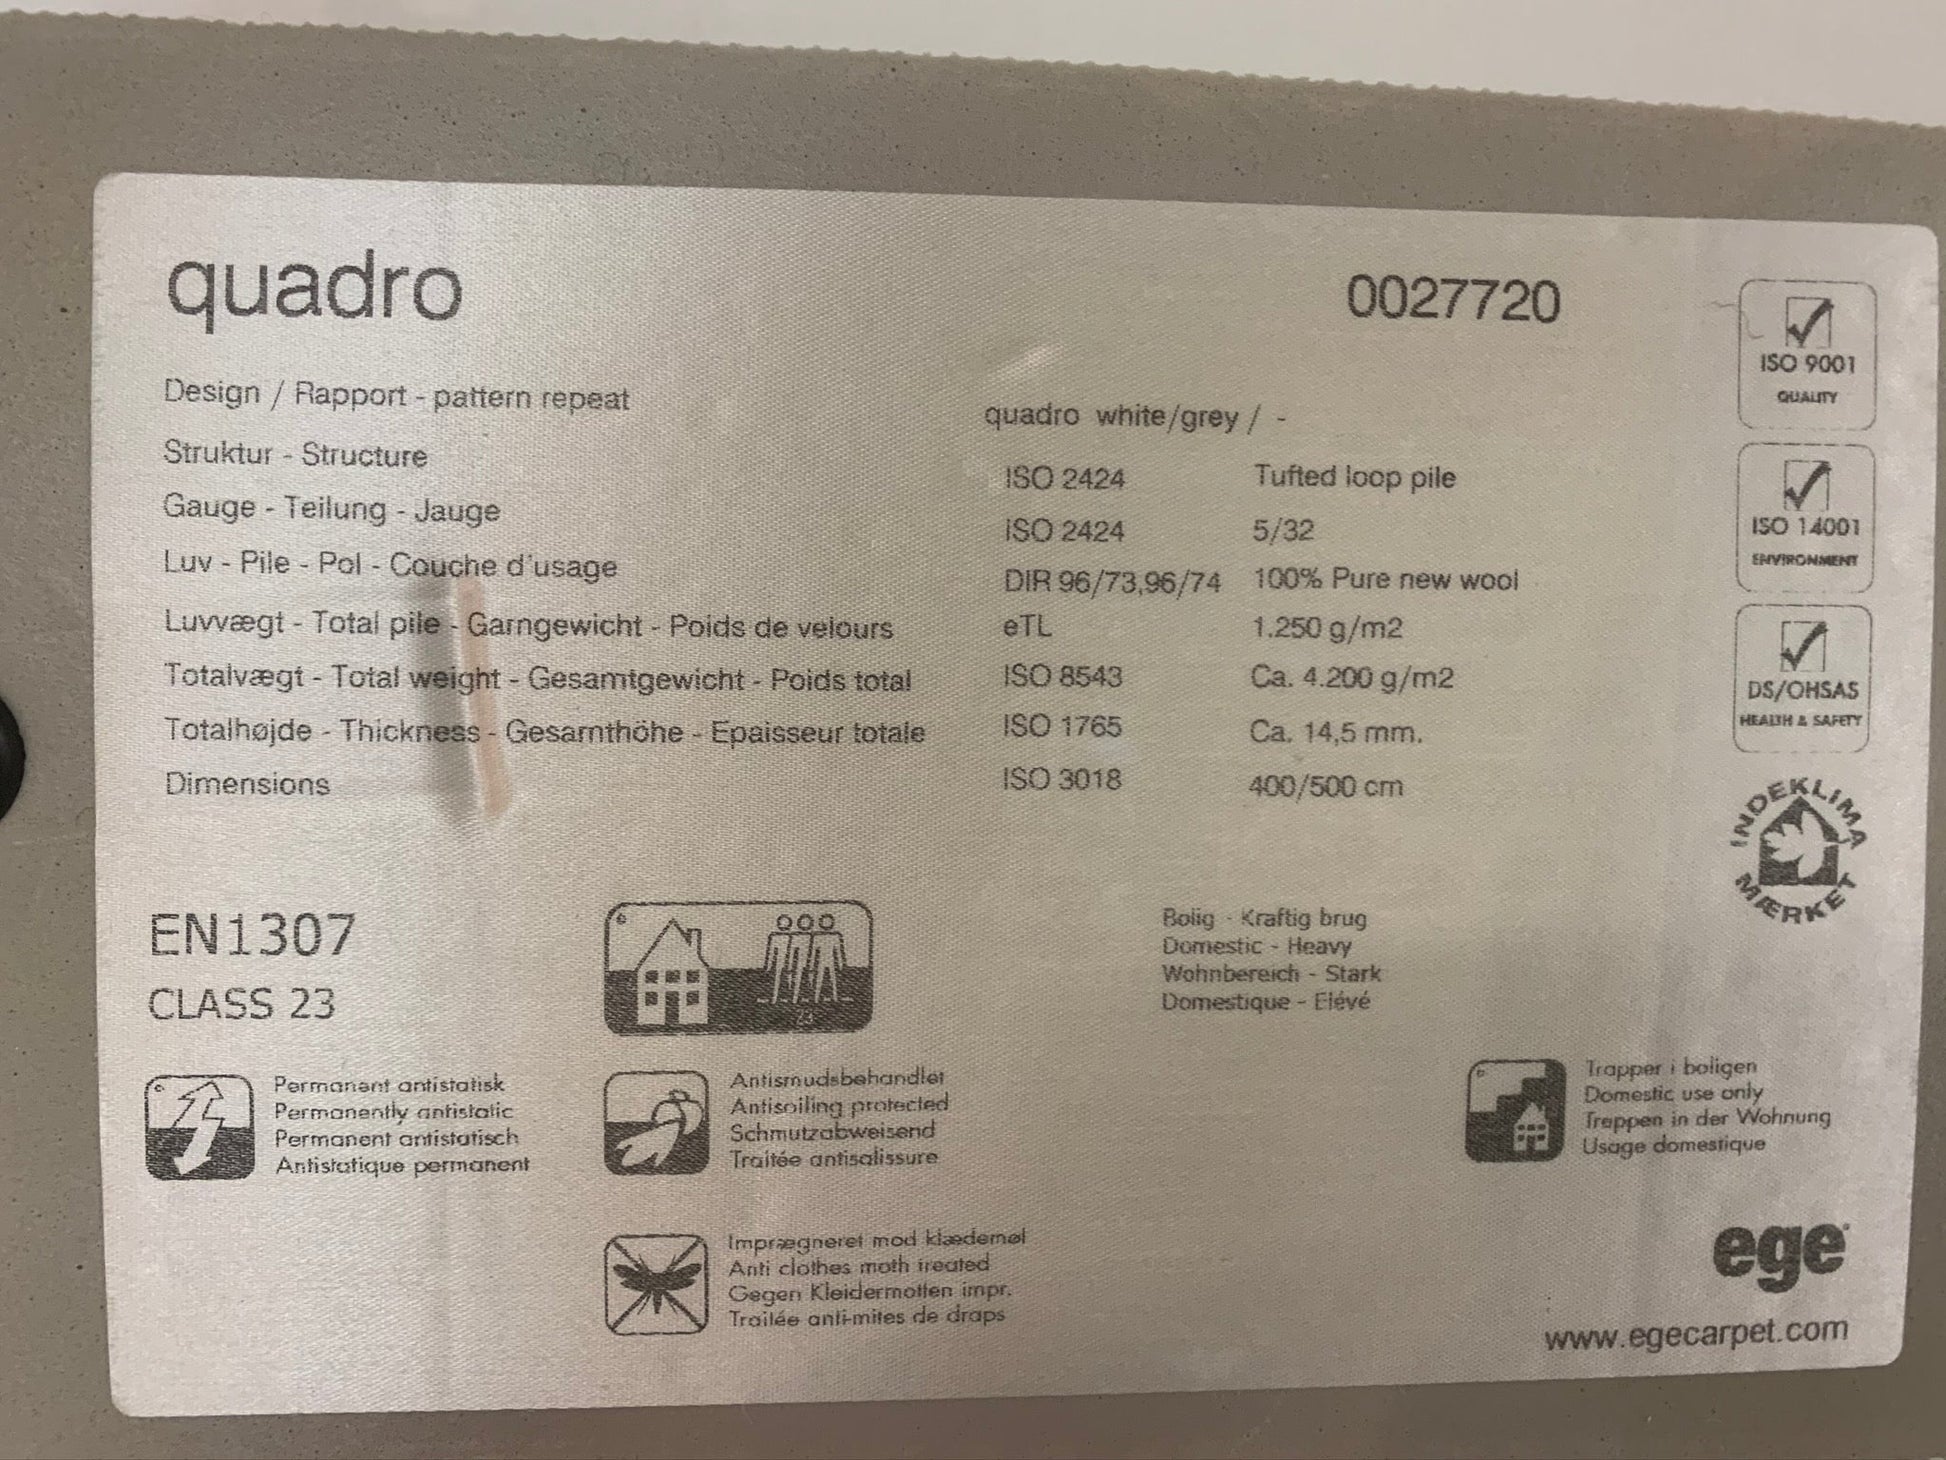 quadro
0027720
Design / Rapport - pattern repeat
quadro white/grey / -
Struktur - Structure
ISO 2424
Tufted loop pile
Gauge - Teilung - Jauge
ISO 2424
5/32
Luv - Pile - Pol - Couche d'usage
DIR 96/73,96/74
100% Pure new wool
Luvvægt - Total pile - Garngewicht - Poids de velours
eTL
1.250 g/m2
Totalvægt - Total weight - Gesamtgewicht - Poids total
ISO 8543
Ca. 4.200 g/m2
Totalhøjde - Thickness - Gesamthöhe - Epaisseur totale
ISO 1765
Ca. 14,5 mm.
Dimensions
ISO 3018
400/500 cm
ISO 9001
QUALITY
ISO 14001
ENVIRONMENT
DS/OHSAS
HEALTH & SAFETY
INDEKLIMA
MÆRKET
EN1307
CLASS 23
23
Bolig - Kraftig brug
Domestic - Heavy
Wohnbereich - Stark
Domestique - Elévé
Permanent antistatisk
Permanently antistatic
Permanent antistatisch
Antistatique permanent
Antismudsbehandlet
Antisoiling protected
Schmutzabweisend
Traitée antisalissure
Trapper i boligen
Domestic use only
Treppen in der Wohnung
Usage domestique
Imprægneret mod klædemøl
Anti clothes moth treated
Gegen Kleidermotten impr.
Traitée anti-mites de draps
ege
www.egecarpet.com